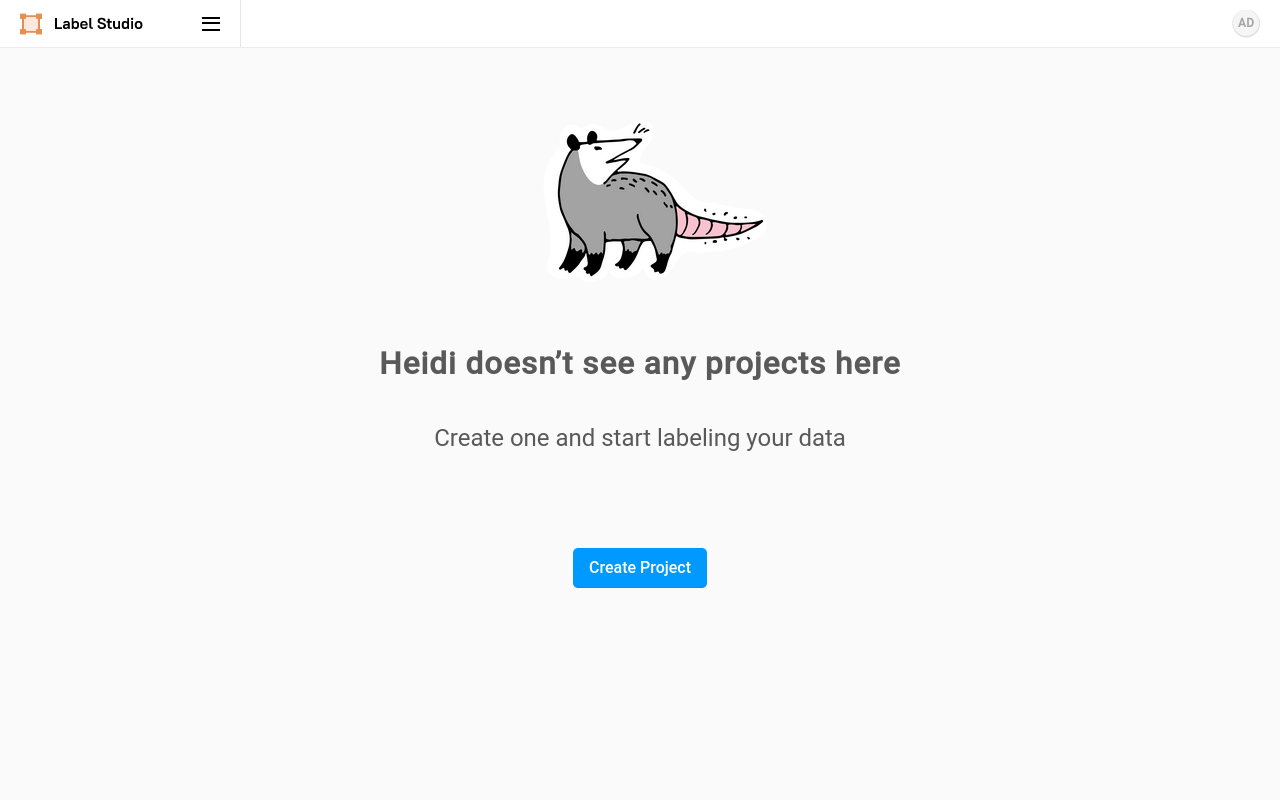 Label Studio
AD
Heidi doesn’t see any projects here
Create one and start labeling your data
Create Project